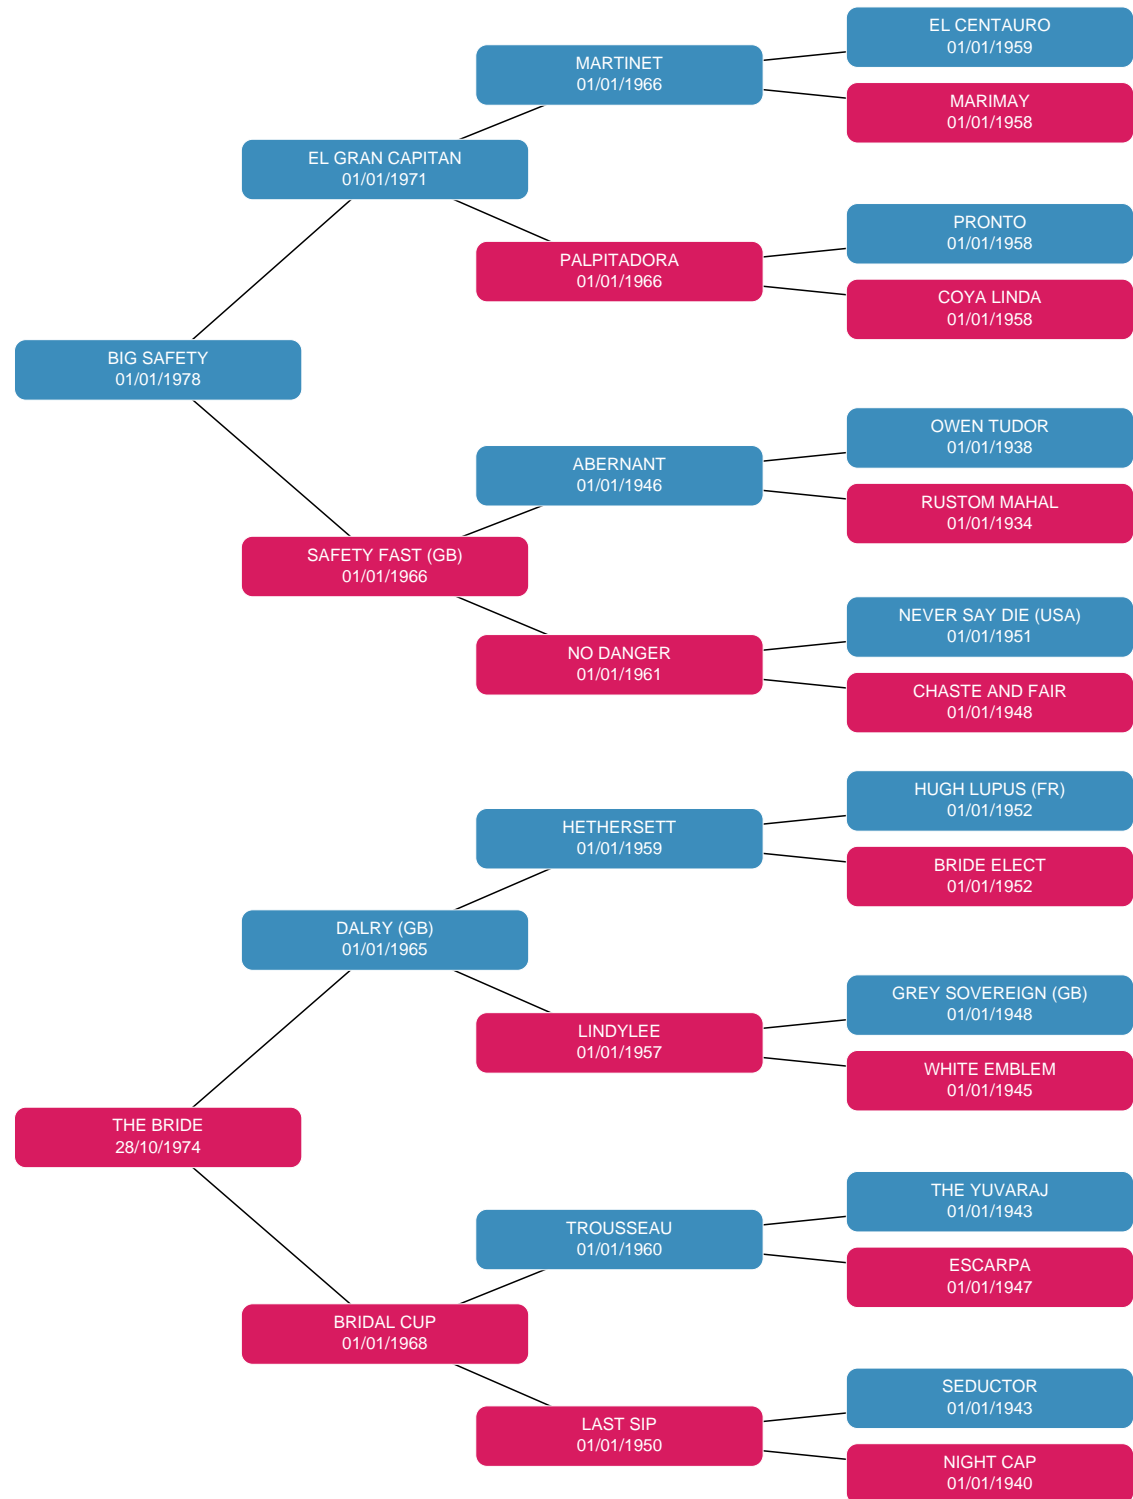 EL CENTAURO
01/01/1959
MARTINET
01/01/1966
MARIMAY
01/01/1958
EL GRAN CAPITAN
01/01/1971
PRONTO
01/01/1958
PALPITADORA
01/01/1966
COYA LINDA
01/01/1958
BIG SAFETY
01/01/1978
OWEN TUDOR
01/01/1938
ABERNANT
01/01/1946
RUSTOM MAHAL
01/01/1934
SAFETY FAST (GB)
01/01/1966
NEVER SAY DIE (USA)
01/01/1951
NO DANGER
01/01/1961
CHASTE AND FAIR
01/01/1948
HUGH LUPUS (FR)
01/01/1952
HETHERSETT
01/01/1959
BRIDE ELECT
01/01/1952
DALRY (GB)
01/01/1965
GREY SOVEREIGN (GB)
01/01/1948
LINDYLEE
01/01/1957
WHITE EMBLEM
01/01/1945
THE BRIDE
28/10/1974
THE YUVARAJ
01/01/1943
TROUSSEAU
01/01/1960
ESCARPA
01/01/1947
BRIDAL CUP
01/01/1968
SEDUCTOR
01/01/1943
LAST SIP
01/01/1950
NIGHT CAP
01/01/1940